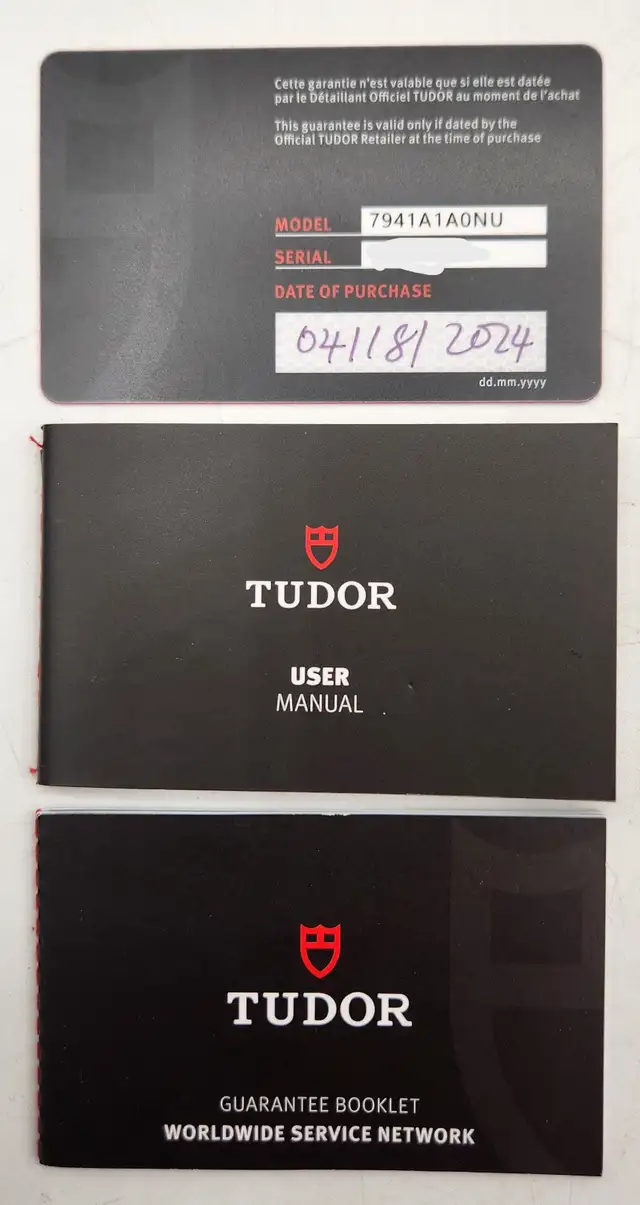 Cette garantie n'est valable que si elle est datée
par le Détaillant Officiel TUDOR au moment de l'achat
This guarantee is valid only if dated by the
Official TUDOR Retailer at the time of purchase
MODEL 7941A1A0NU
SERIAL
DATE OF PURCHASE
04/18/2024
dd.mm.yyyy
TUDOR
USER
MANUAL
TUDOR
GUARANTEE BOOKLET
WORLDWIDE SERVICE NETWORK